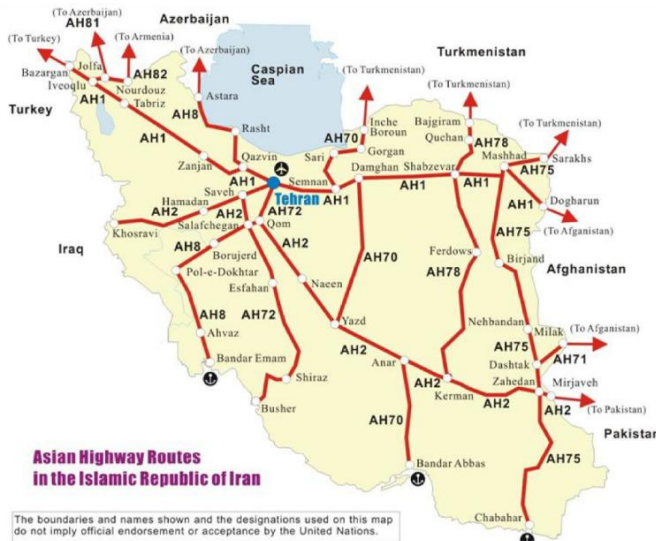 (To Azerbaijan)
AH81
Azerbaijan
(To Turkey)
(To Armenia)
(To Azerbaijan)
Jolfa
Bazargan
AH82
Iveoqlu
Nourdouz
Turkey
AH1
Tabriz
Astara
AH8
Caspian
Sea
(To Turkmenistan)
Turkmenistan
(To Turkmenistan)
(To Turkmenistan)
AH1
Rasht
Zanjan
Qazvin
AH1
Inche
Boroun
AH70
Sari
Gorgan
Bajgiram
Quchan
AH78
Mashhad
Sarakhs
AH75
Semnan
Damghan
Shabzevar
AH1
AH1
AH1
AH1
Dogharun
(To Afganistan)
Saveh
Tehran
Hamadan
AH2
AH2
AH72
Khosravi
Salafchegan
Qom
Iraq
AH8
AH2
Borujerd
Pol-e-Dokhtar
Esfahan
Naeen
AH70
Ferdows
AH78
AH75
Birjand
Afghanistan
AH8
AH72
Ahvaz
Yazd
Nehbandan
Milak
(To Afganistan)
AH2
AH75
AH71
Bandar Emam
Anar
Dashtak
Shiraz
AH2
Kerman
Zahedan
Mirjaveh
AH2
AH2
(To Pakistan)
Busher
AH70
Pakistan
Asian Highway Routes
in the Islamic Republic of Iran
Bandar Abbas
AH75
Chabahar
The boundaries and names shown and the designations used on this map
do not imply official endorsement or acceptance by the United Nations.